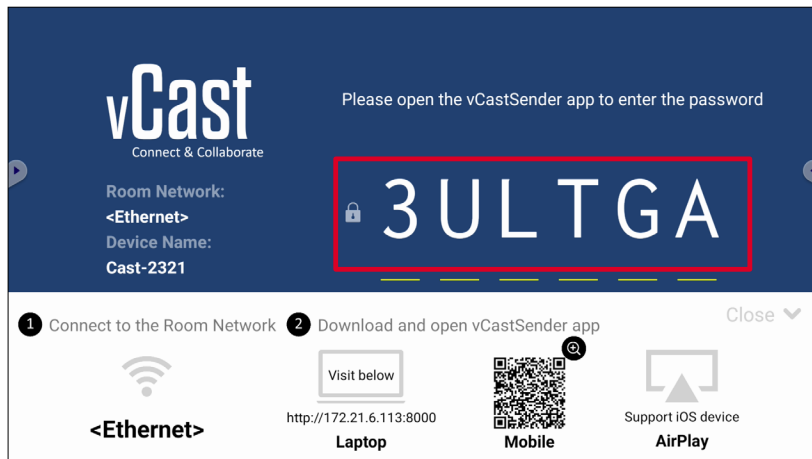 vCast
Connect & Collaborate
Room Network:
<Ethernet>
Device Name:
Cast-2321
Please open the vCastSender app to enter the password
3ULTGA
Close
1 Connect to the Room Network
<Ethernet>
2 Download and open vCastSender app
Visit below
http://172.21.6.113:8000
Laptop
Mobile
Support iOS device
AirPlay